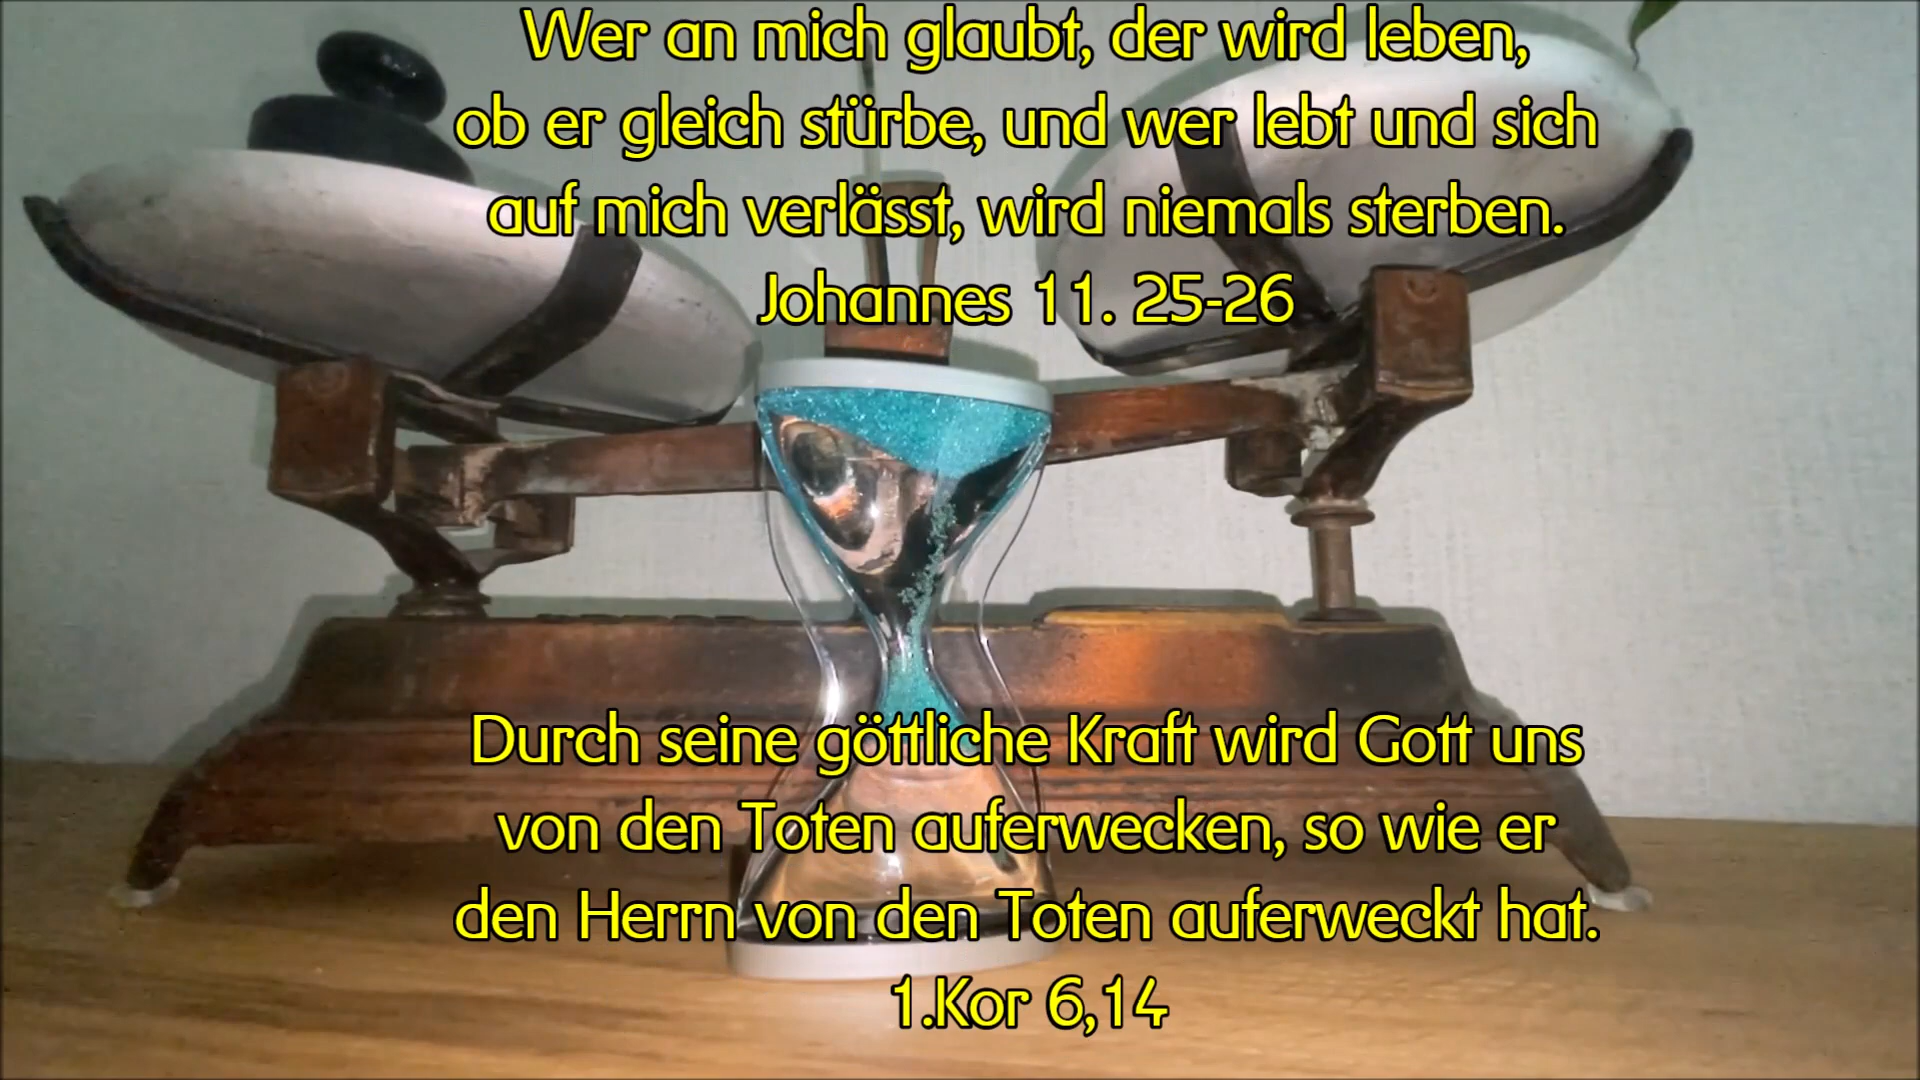 Wer an mich glaubt, der wird leben,
ob er gleich stürbe, und wer lebt und sich
auf mich verlässt, wird niemals sterben.
Johannes 11. 25-26
Durch seine göttliche Kraft wird Gott uns
von den Toten auferwecken, so wie er
den Herrn von den Toten auferweckt hat.
1.Kor 6,14